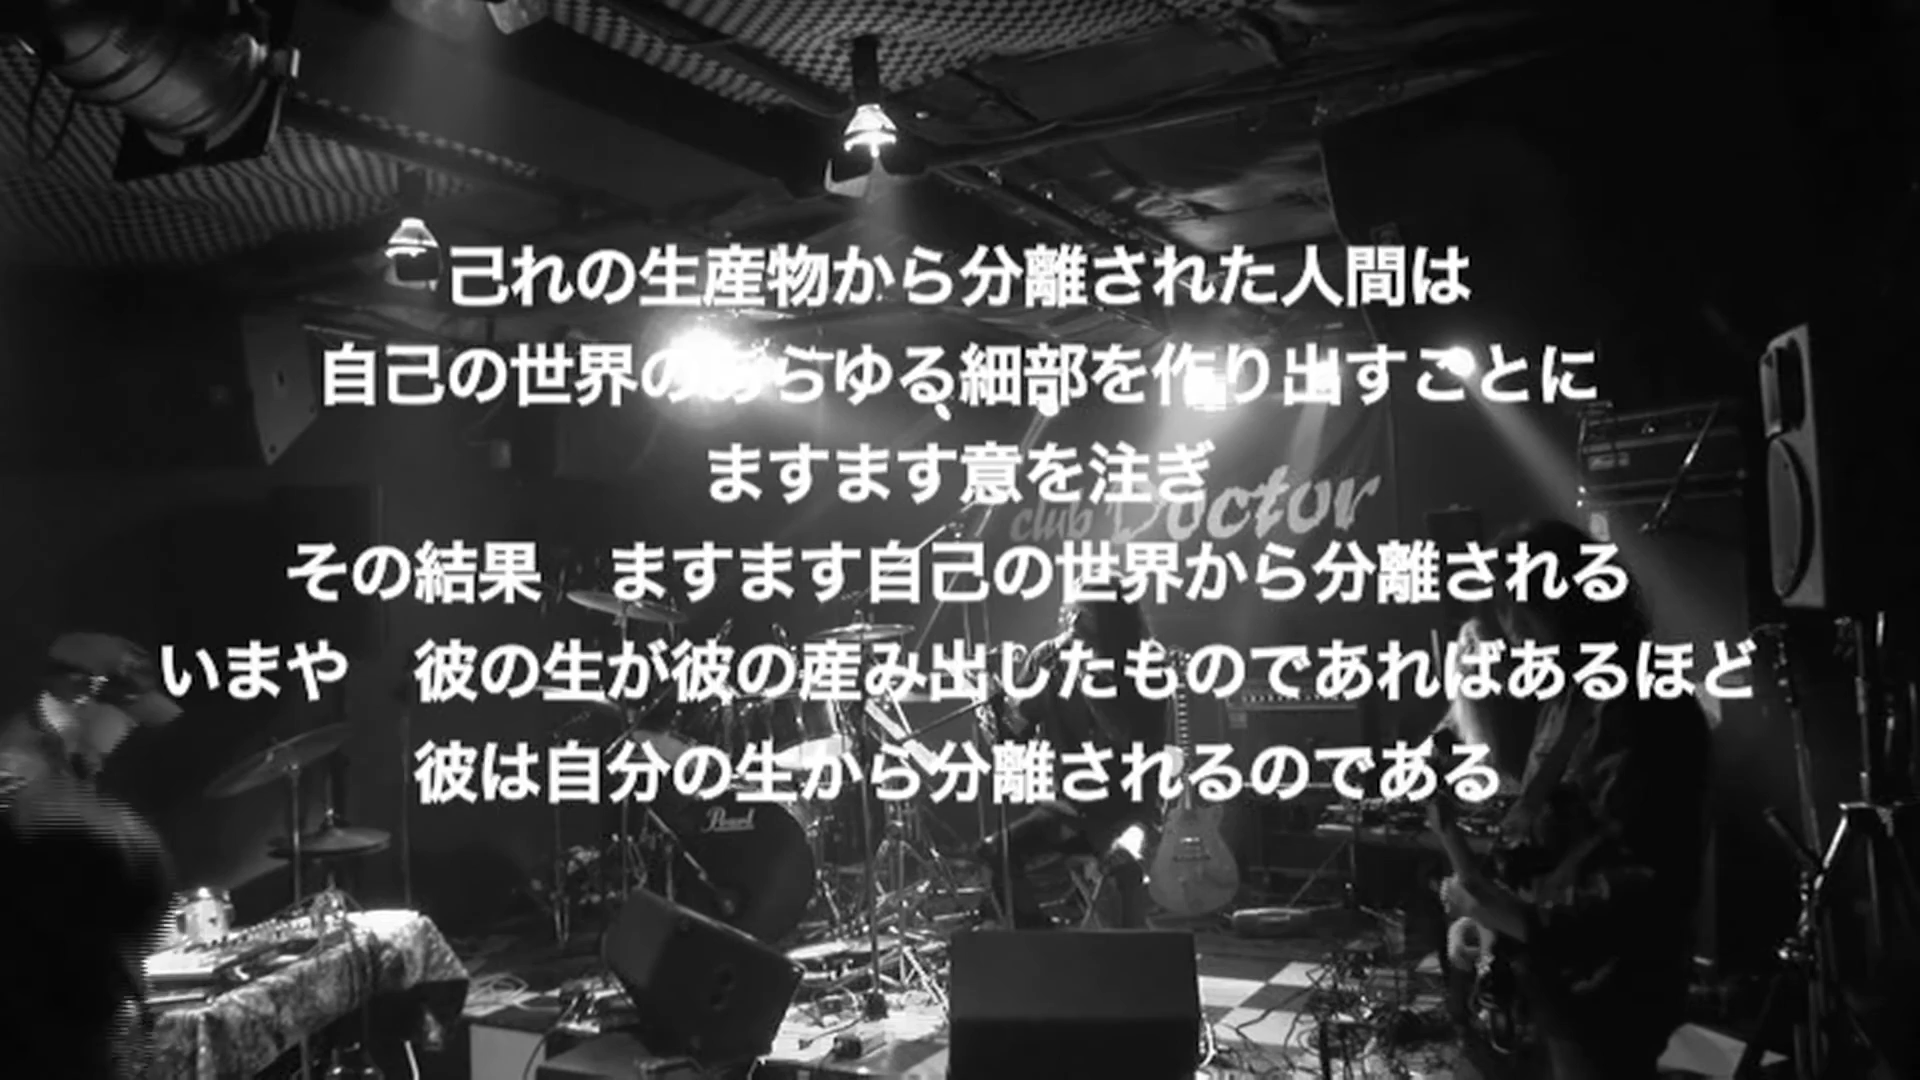 己れの生産物から分離された人間は
自己の世界のあらゆる細部を作り出すことに
ますます意を注ぎ
その結果　ますます自己の世界から分離される
いまや　彼の生が彼の産み出したものであればあるほど
彼は自分の生から分離されるのである
club Doctor
Pearl